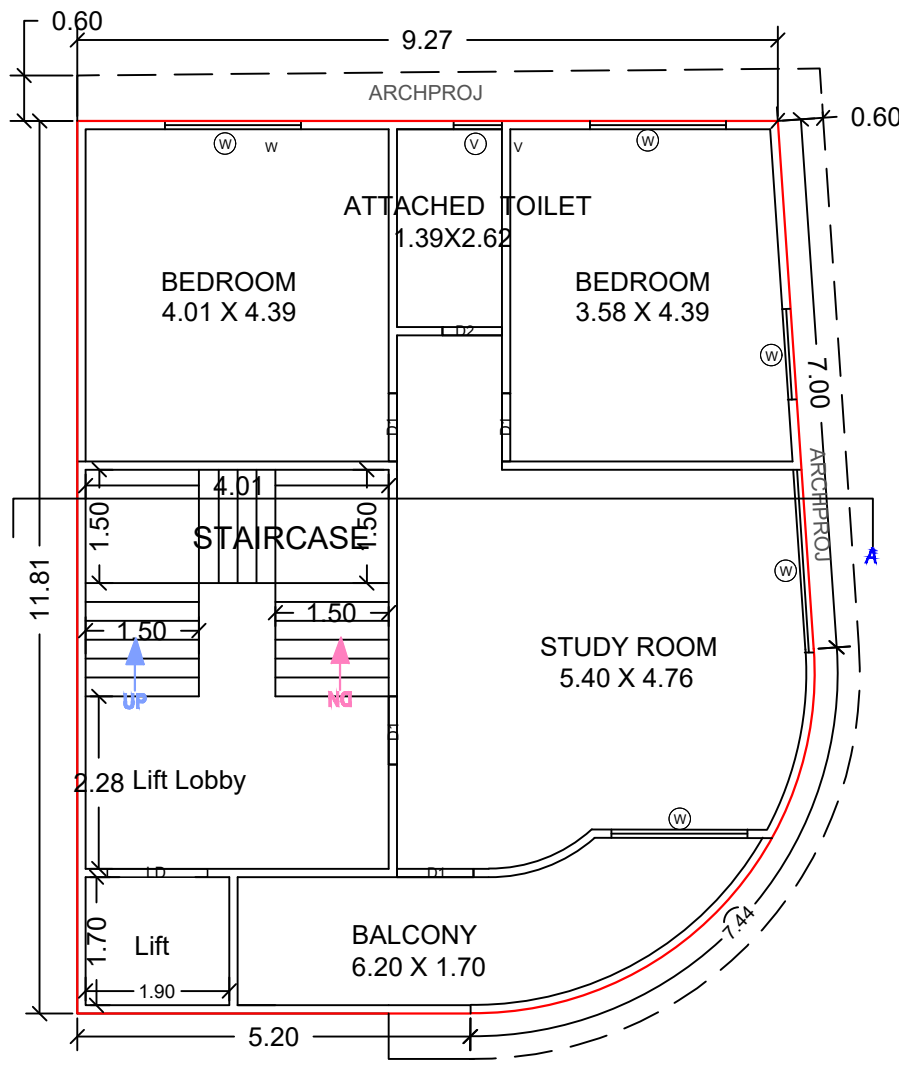 0.60
9.27
ARCHPROJ
0.60
W
W
V
V
W
ATTACHED TOILET
1.39X2.62
BEDROOM
4.01 X 4.39
BEDROOM
3.58 X 4.39
D2
W
7.00
D1
D1
ARCHPROJ
4.01
1.50
1.50
STAIRCASE
A
11.81
W
1.50
1.50
STUDY ROOM
5.40 X 4.76
UP
DN
D1
2.28
Lift Lobby
W
LD
D1
1.70
Lift
BALCONY
6.20 X 1.70
7.44
1.90
5.20